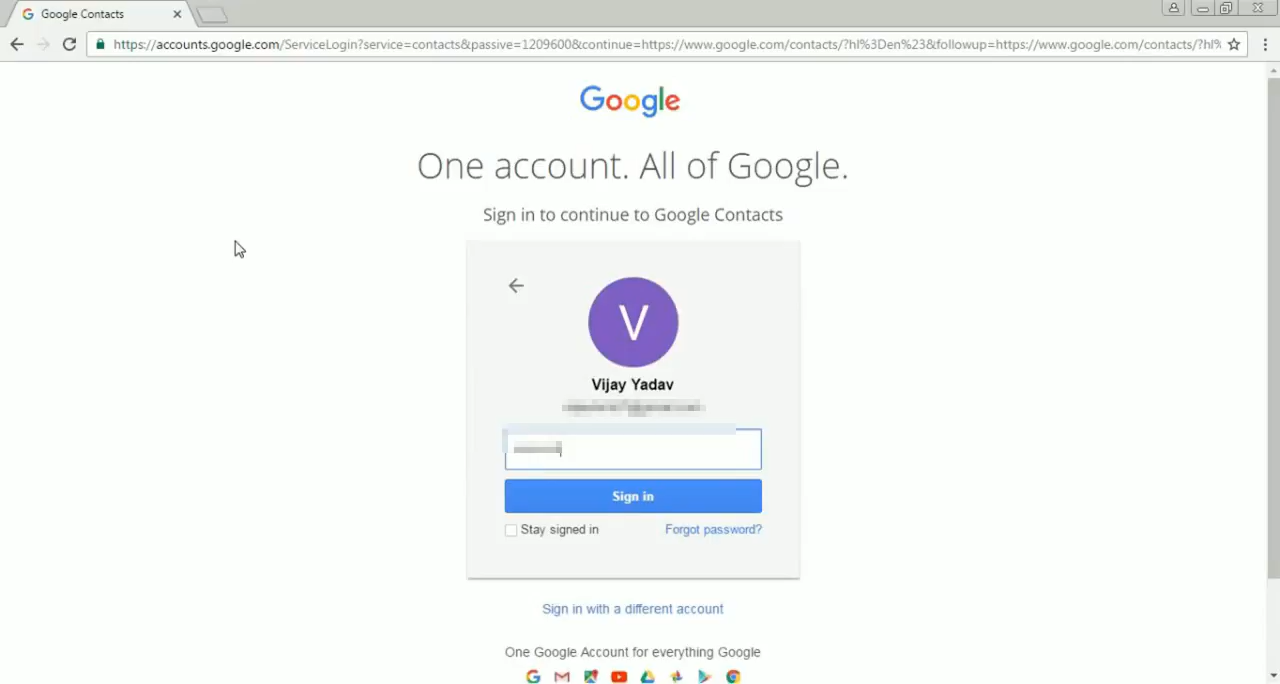 Google Contacts
https://accounts.google.com/ServiceLogin?service=contacts&passive=1209600&continue=https://www.google.com/contacts/?hl%3Den%23&followup=https://www.google.com/contacts/?hl%
Google
One account. All of Google.
Sign in to continue to Google Contacts
V
Vijay Yadav
Sign in
Stay signed in Forgot password?
Sign in with a different account
One Google Account for everything Google